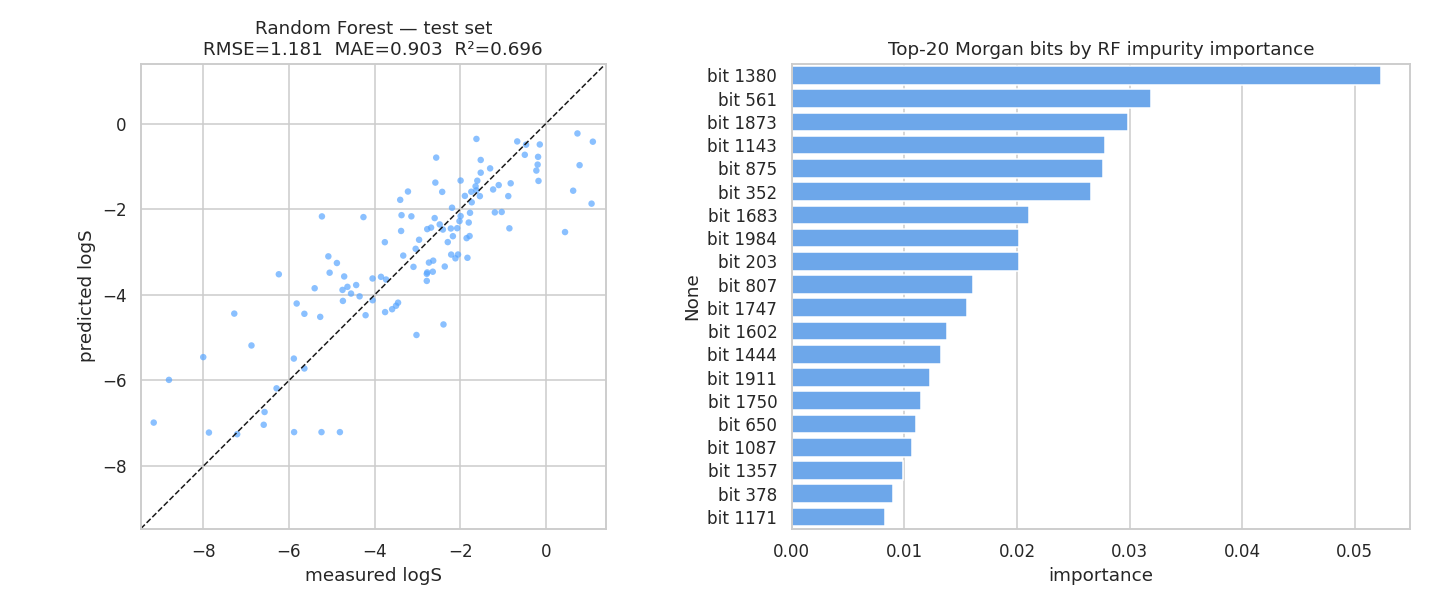 Random Forest — test set
RMSE=1.181  MAE=0.903  R²=0.696
0
−2
−4
−6
−8
predicted logS
−8
−6
−4
−2
0
measured logS
Top-20 Morgan bits by RF impurity importance
bit 1380
bit 561
bit 1873
bit 1143
bit 875
bit 352
bit 1683
bit 1984
bit 203
bit 807
bit 1747
bit 1602
bit 1444
bit 1911
bit 1750
bit 650
bit 1087
bit 1357
bit 378
bit 1171
None
0.00
0.01
0.02
0.03
0.04
0.05
importance